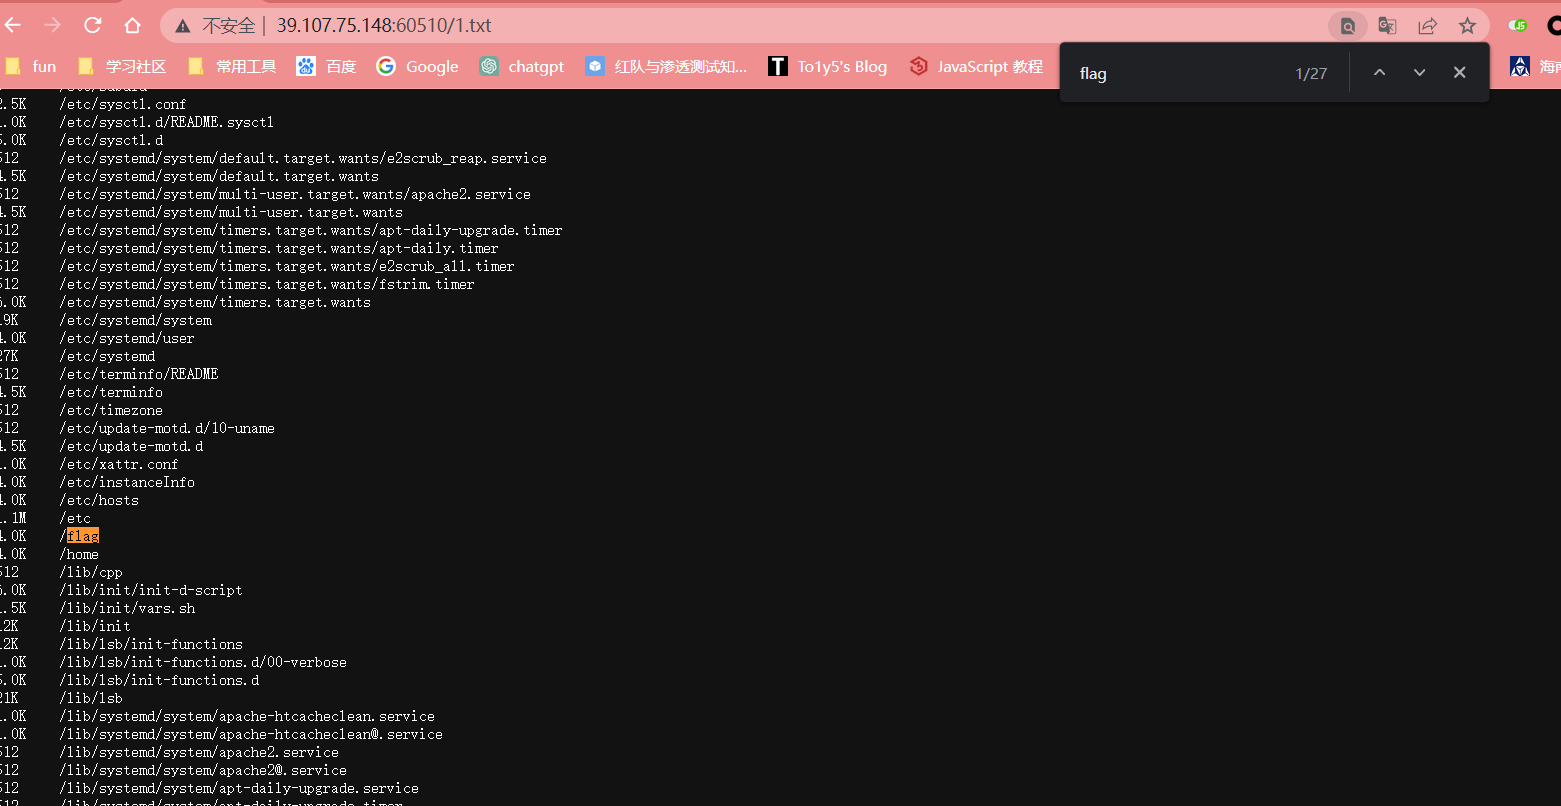 不安全 | 39.107.75.148:60510/1.txt
fun 学习社区 常用工具 百度 Google chatgpt 红队与渗透测试知... To1y5's Blog JavaScript 教程
flag 1/27
2.5K /etc/sysctl.conf
.0K /etc/sysctl.d/README.sysctl
.0K /etc/sysctl.d
512 /etc/systemd/system/default.target.wants/e2scrub_reap.service
4.5K /etc/systemd/system/default.target.wants
512 /etc/systemd/system/multi-user.target.wants/apache2.service
4.5K /etc/systemd/system/multi-user.target.wants
512 /etc/systemd/system/timers.target.wants/apt-daily-upgrade.timer
512 /etc/systemd/system/timers.target.wants/apt-daily.timer
512 /etc/systemd/system/timers.target.wants/e2scrub_all.timer
512 /etc/systemd/system/timers.target.wants/fstrim.timer
.0K /etc/systemd/system/timers.target.wants
9K /etc/systemd/system
4.0K /etc/systemd/user
27K /etc/systemd
512 /etc/terminfo/README
4.5K /etc/terminfo
512 /etc/timezone
512 /etc/update-motd.d/10-uname
4.5K /etc/update-motd.d
.0K /etc/xattr.conf
4.0K /etc/instanceInfo
4.0K /etc/hosts
.1M /etc
4.0K /flag
4.0K /home
512 /lib/cpp
.0K /lib/init/init-d-script
.5K /lib/init/vars.sh
2K /lib/init
2K /lib/lsb/init-functions
.0K /lib/lsb/init-functions.d/00-verbose
.0K /lib/lsb/init-functions.d
21K /lib/lsb
.0K /lib/systemd/system/apache-htcacheclean.service
.0K /lib/systemd/system/apache-htcacheclean@.service
512 /lib/systemd/system/apache2.service
512 /lib/systemd/system/apache2@.service
512 /lib/systemd/system/apt-daily-upgrade.service
512 /lib/systemd/system/apt-daily-upgrade.timer